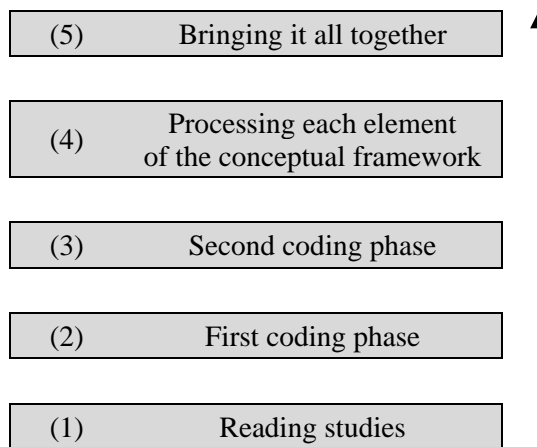 (5) Bringing it all together
(4) Processing each element
of the conceptual framework
(3) Second coding phase
(2) First coding phase
(1) Reading studies